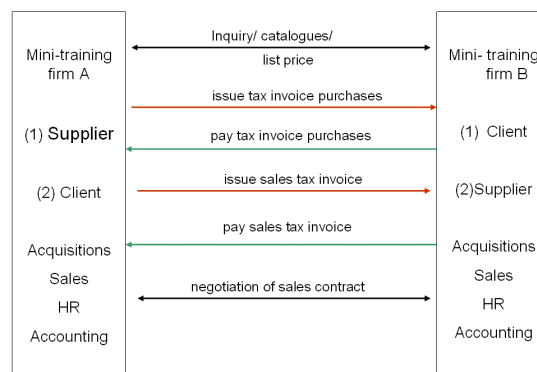 Mini-training
firm A
(1) Supplier
(2) Client
Acquisitions
Sales
HR
Accounting
Inquiry/ catalogues/
list price
issue tax invoice purchases
pay tax invoice purchases
issue sales tax invoice
pay sales tax invoice
negotiation of sales contract
Mini- training
firm B
(1) Client
(2)Supplier
Acquisitions
Sales
HR
Accounting